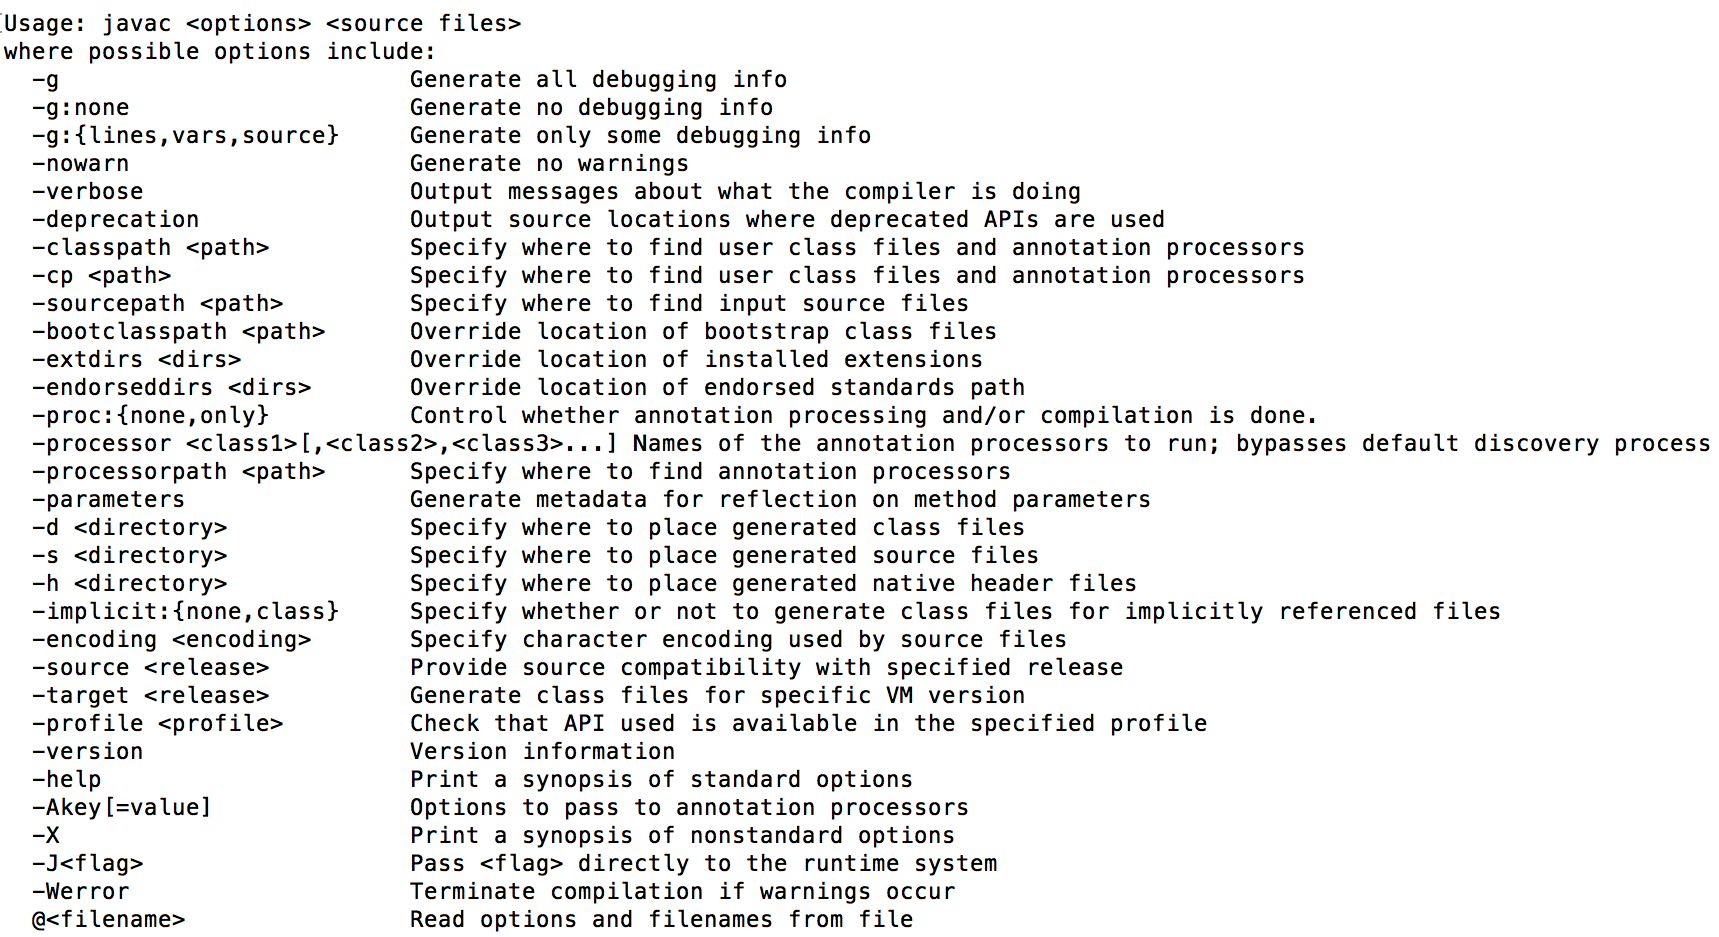 Usage: javac <options> <source files>
where possible options include:
  -g                         Generate all debugging info
  -g:none                    Generate no debugging info
  -g:{lines,vars,source}     Generate only some debugging info
  -nowarn                    Generate no warnings
  -verbose                   Output messages about what the compiler is doing
  -deprecation               Output source locations where deprecated APIs are used
  -classpath <path>          Specify where to find user class files and annotation processors
  -cp <path>                 Specify where to find user class files and annotation processors
  -sourcepath <path>         Specify where to find input source files
  -bootclasspath <path>      Override location of bootstrap class files
  -extdirs <dirs>            Override location of installed extensions
  -endorseddirs <dirs>       Override location of endorsed standards path
  -proc:{none,only}          Control whether annotation processing and/or compilation is done.
  -processor <class1>[,<class2>,<class3>...] Names of the annotation processors to run; bypasses default discovery process
  -processorpath <path>      Specify where to find annotation processors
  -parameters                Generate metadata for reflection on method parameters
  -d <directory>             Specify where to place generated class files
  -s <directory>             Specify where to place generated source files
  -h <directory>             Specify where to place generated native header files
  -implicit:{none,class}     Specify whether or not to generate class files for implicitly referenced files
  -encoding <encoding>       Specify character encoding used by source files
  -source <release>          Provide source compatibility with specified release
  -target <release>          Generate class files for specific VM version
  -profile <profile>         Check that API used is available in the specified profile
  -version                   Version information
  -help                      Print a synopsis of standard options
  -Akey[=value]              Options to pass to annotation processors
  -X                         Print a synopsis of nonstandard options
  -J<flag>                   Pass <flag> directly to the runtime system
  -Werror                    Terminate compilation if warnings occur
  @<filename>                Read options and filenames from file